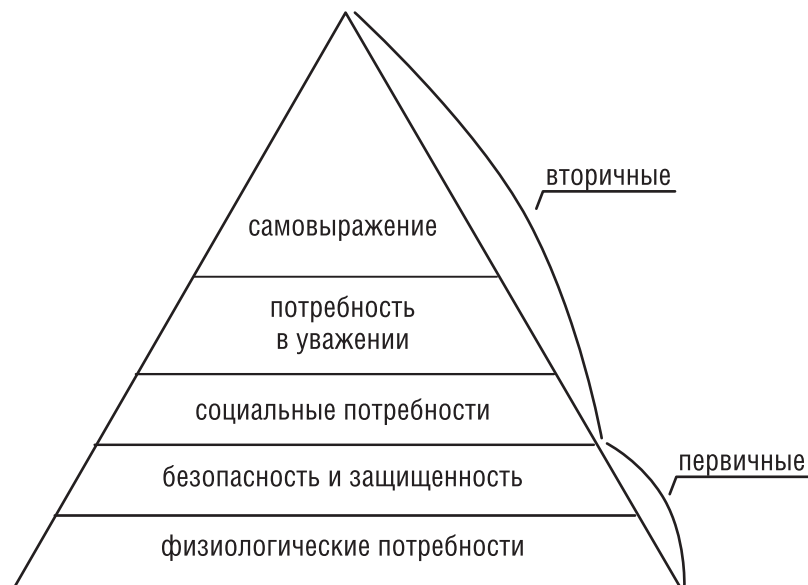 вторичные
самовыражение
потребность
в уважении
социальные потребности
первичные
безопасность и защищенность
физиологические потребности